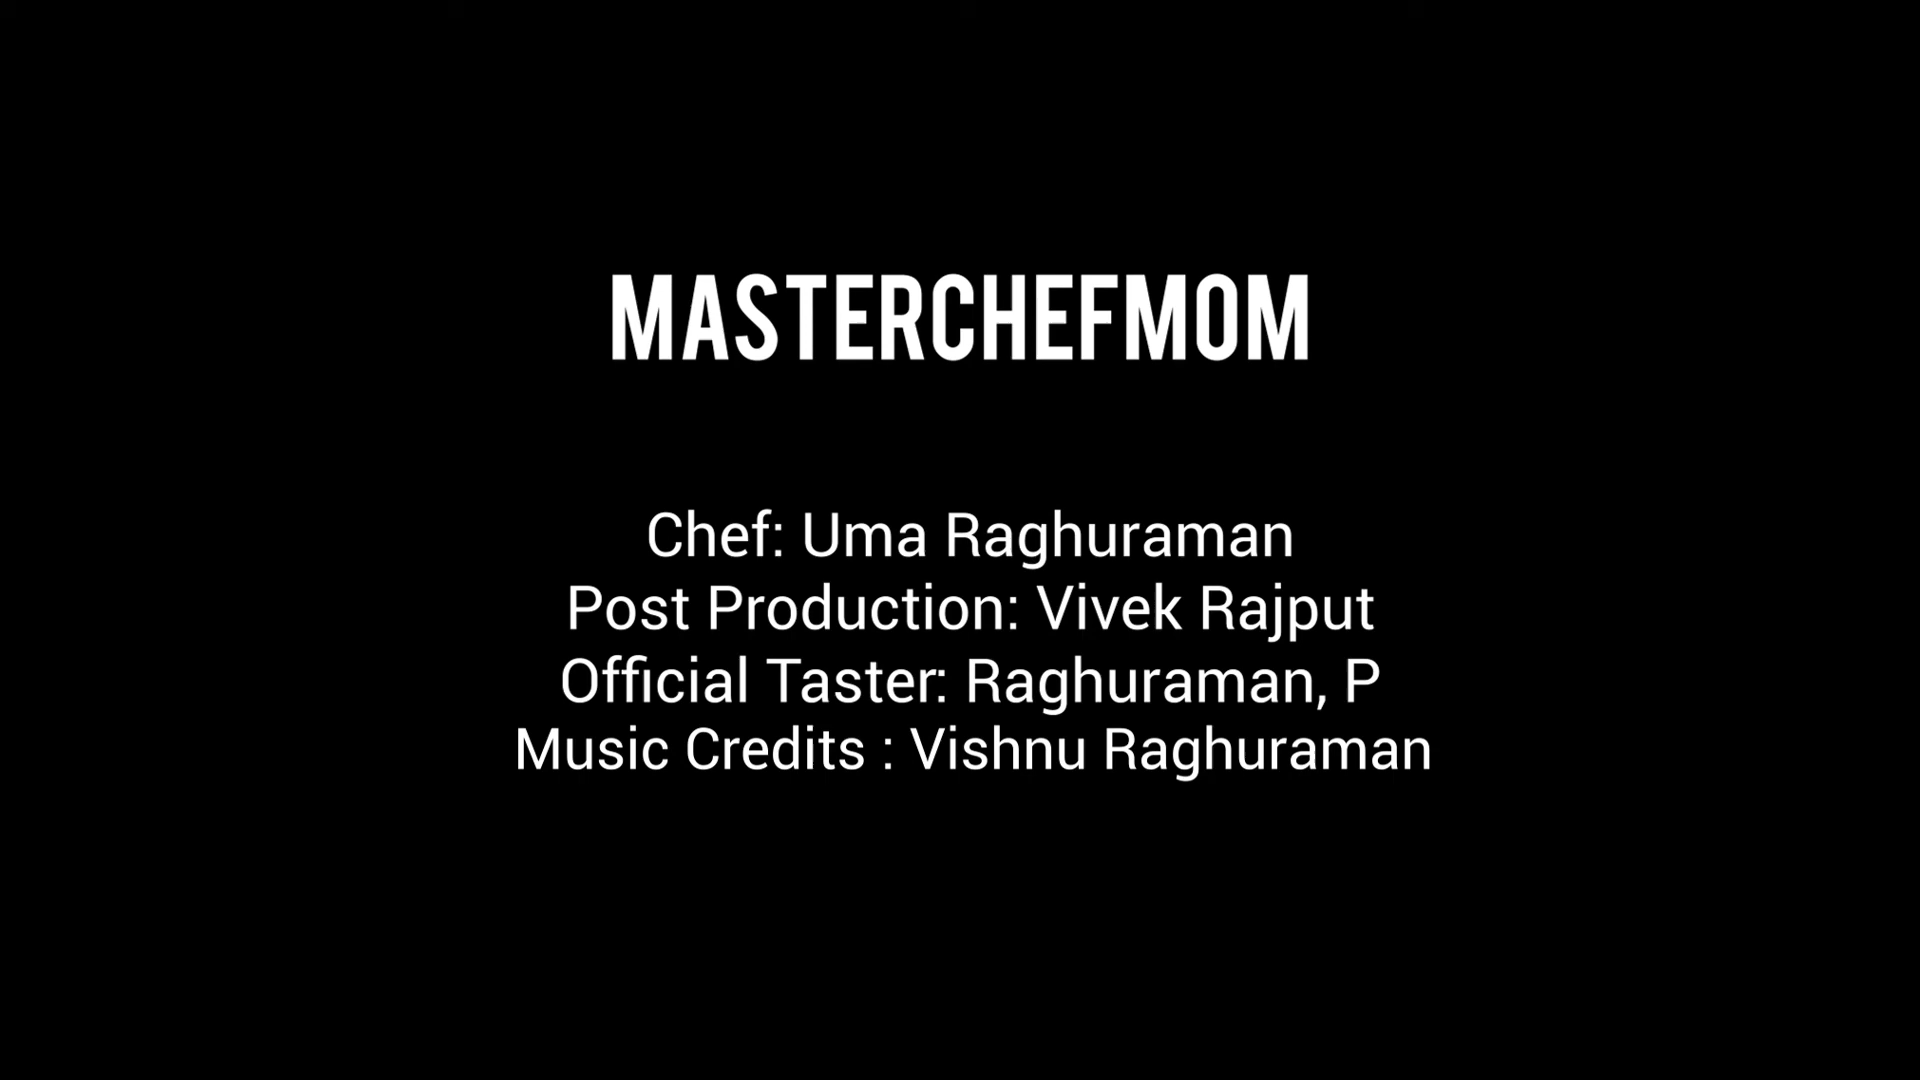 MASTERCHEFMOM
Chef: Uma Raghuraman
Post Production: Vivek Rajput
Official Taster: Raghuraman, P
Music Credits : Vishnu Raghuraman